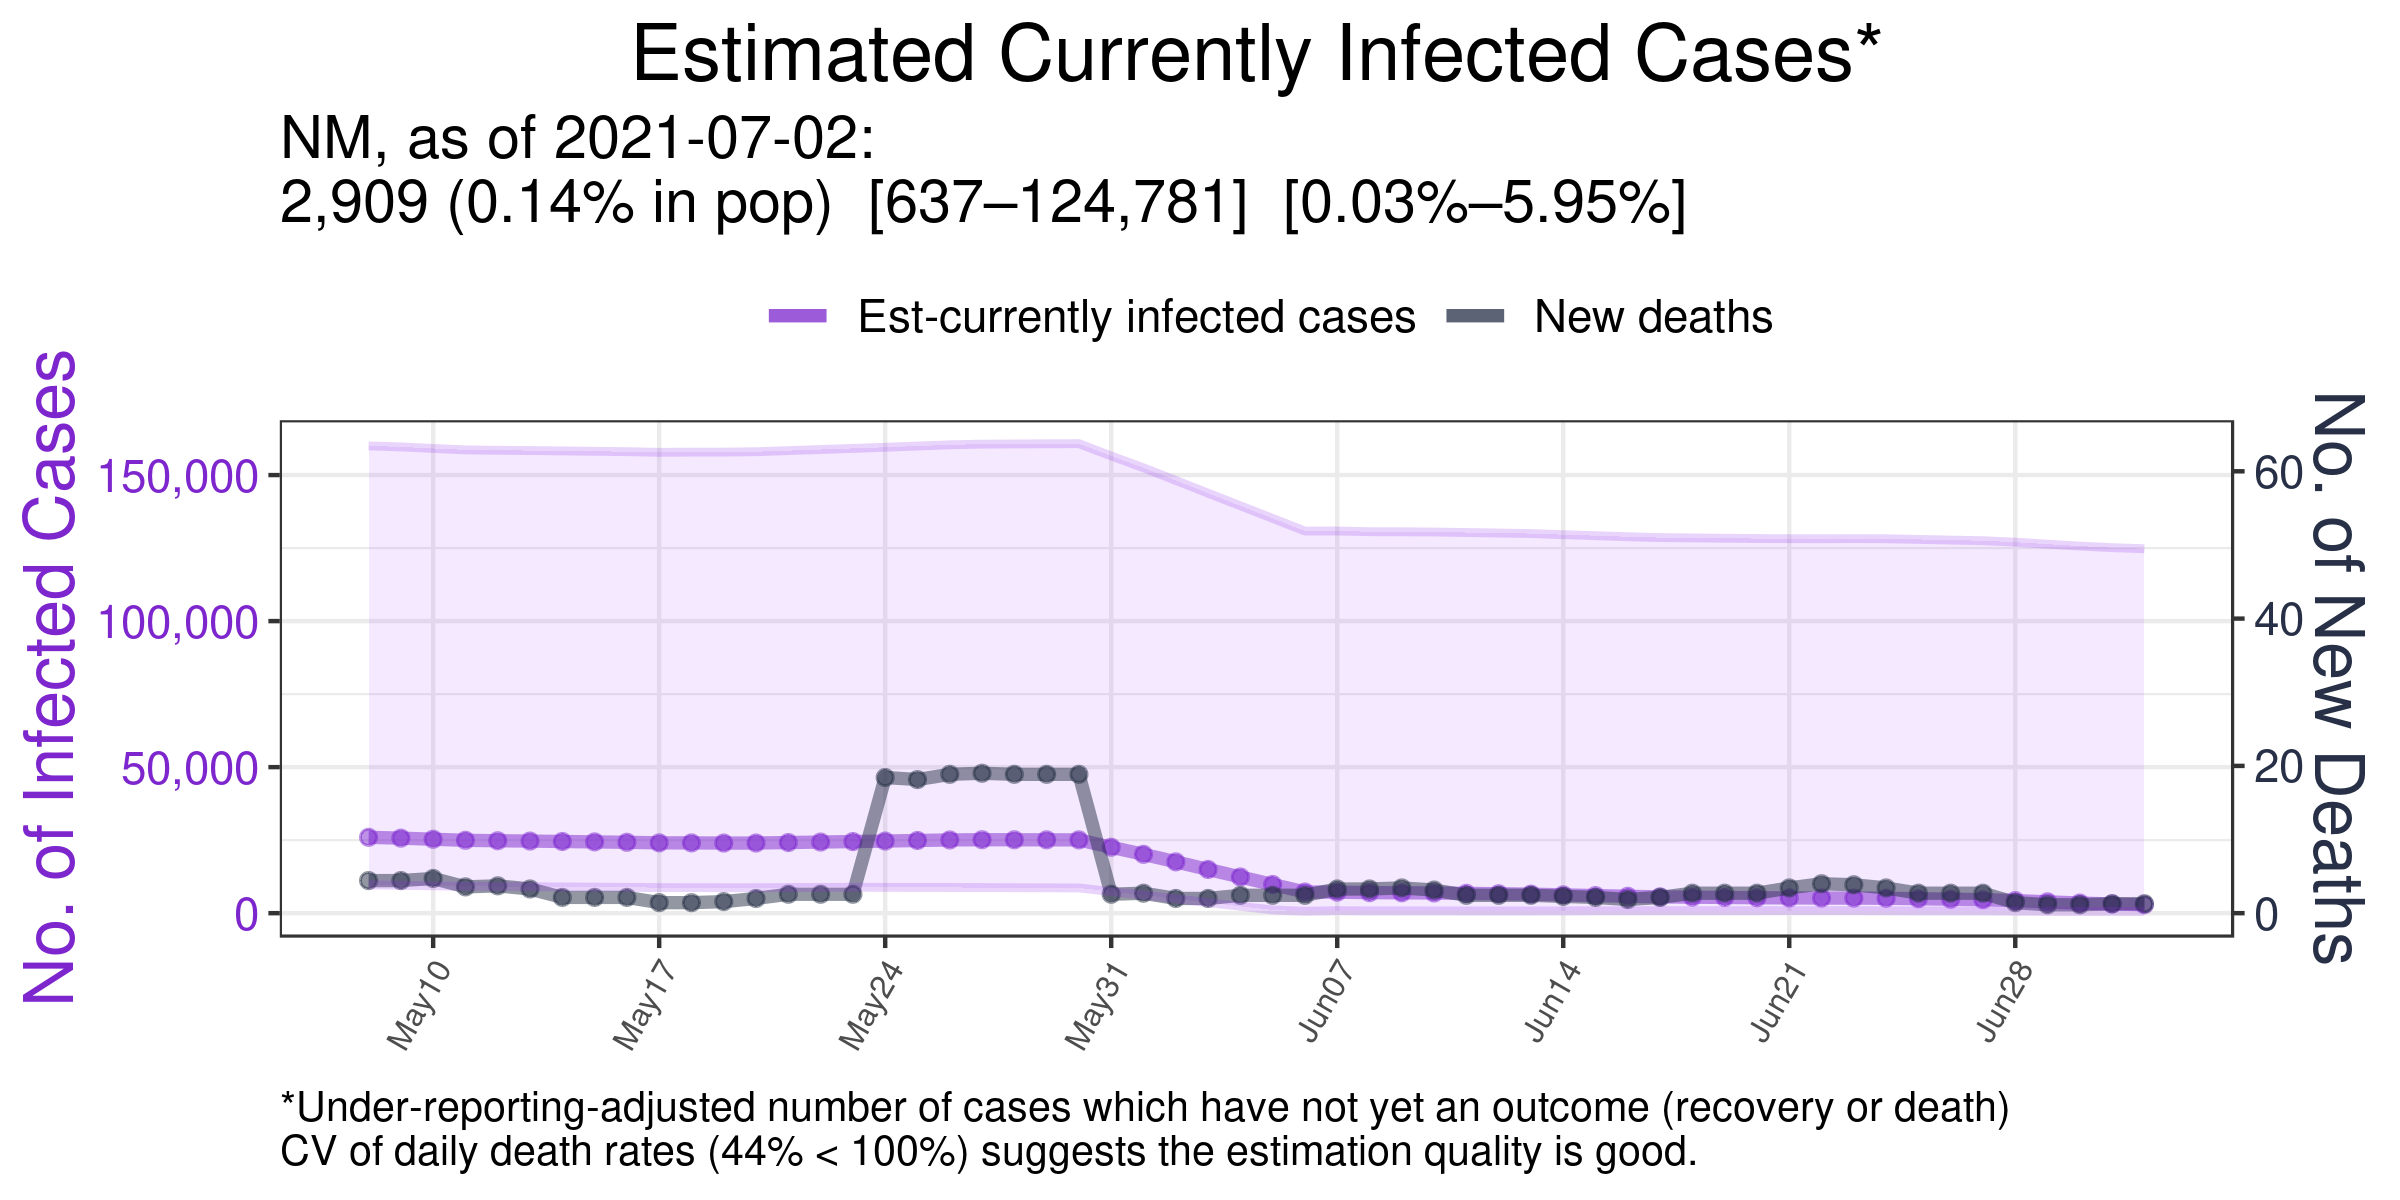 Estimated Currently Infected Cases*
NM, as of 2021-07-02:
2,909 (0.14% in pop)  [637–124,781]  [0.03%–5.95%]
Est-currently infected cases
New deaths
No. of Infected Cases
150,000
100,000
50,000
0
60
40
20
0
No. of New Deaths
May10
May17
May24
May31
Jun07
Jun14
Jun21
Jun28
*Under-reporting-adjusted number of cases which have not yet an outcome (recovery or death)
CV of daily death rates (44% < 100%) suggests the estimation quality is good.